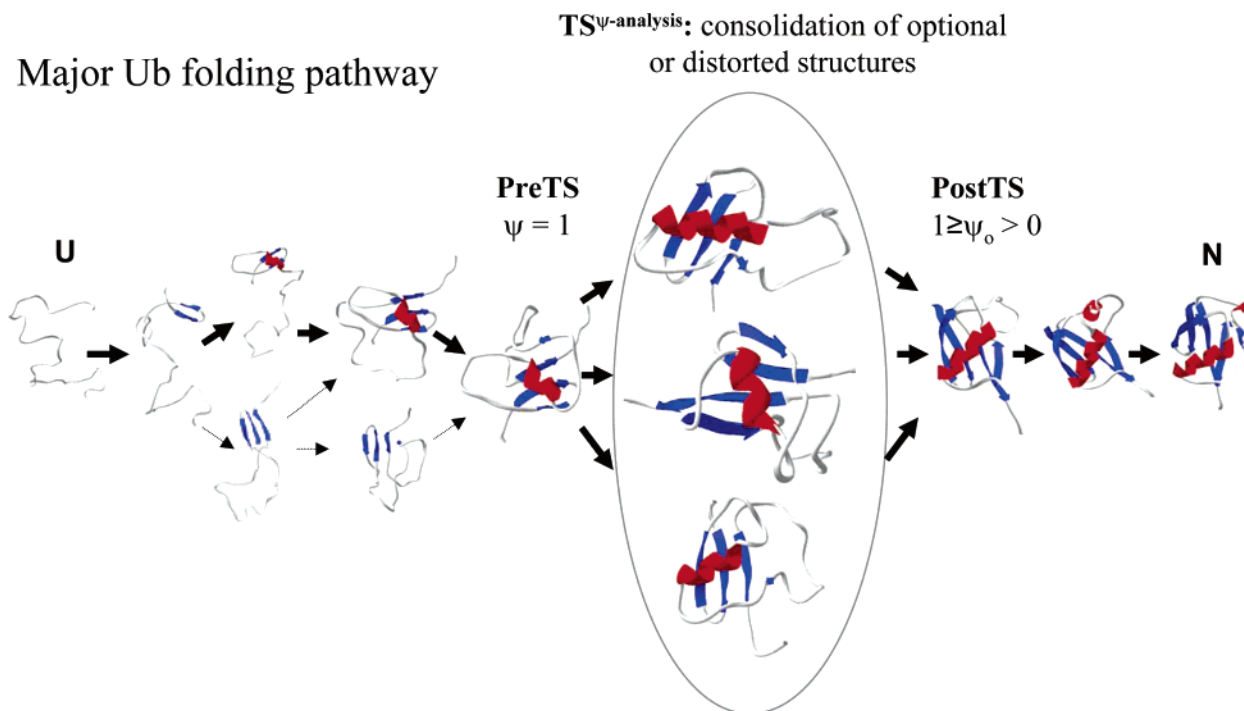 TSψ-analysis: consolidation of optional
or distorted structures
Major Ub folding pathway
PreTS
ψ = 1
PostTS
1≥ψo > 0
U
N